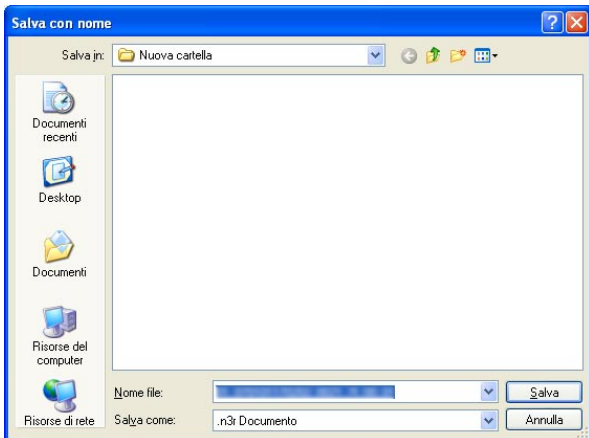 Salva con nome
Salva in: Nuova cartella
Documenti
recenti
Desktop
Documenti
Risorse del
computer
Risorse di rete
Nome file:
Salva
Salva come: .n3r Documento
Annulla